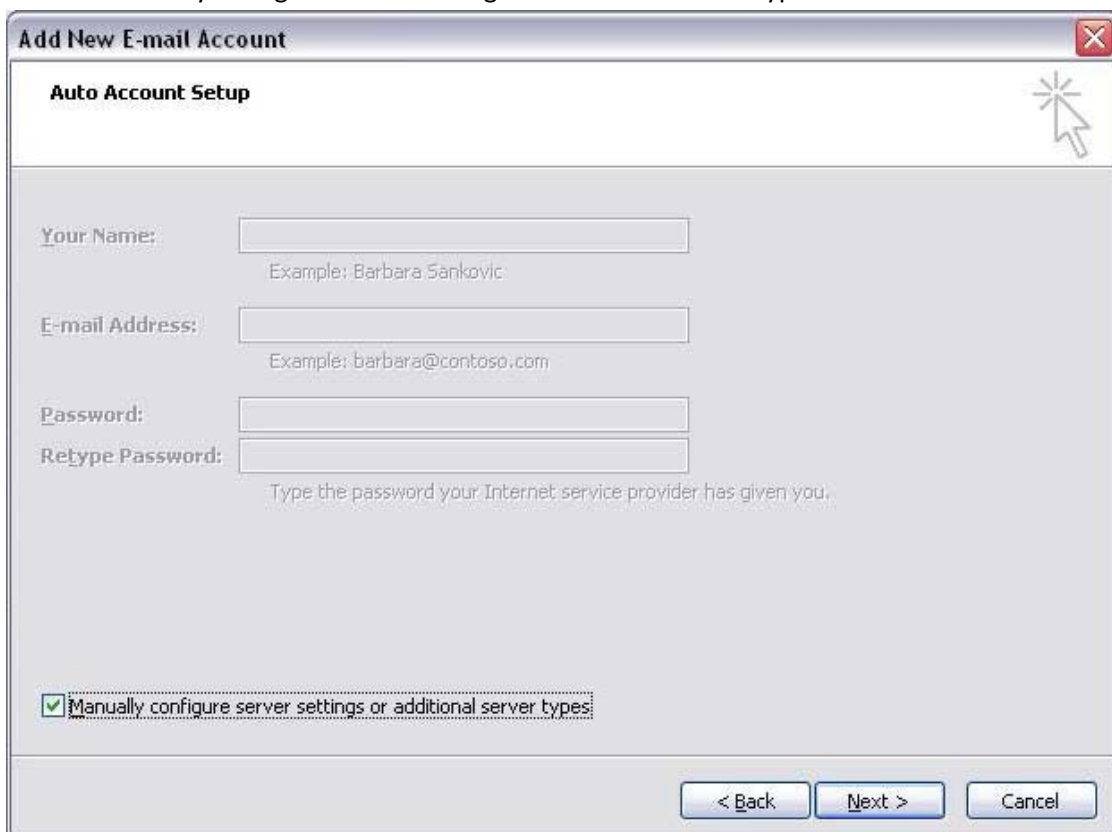 Add New E-mail Account
Auto Account Setup
Your Name:
Example: Barbara Sankovic
E-mail Address:
Example: barbara@contoso.com
Password:
Retype Password:
Type the password your Internet service provider has given you.
Manually configure server settings or additional server types
< Back Next > Cancel